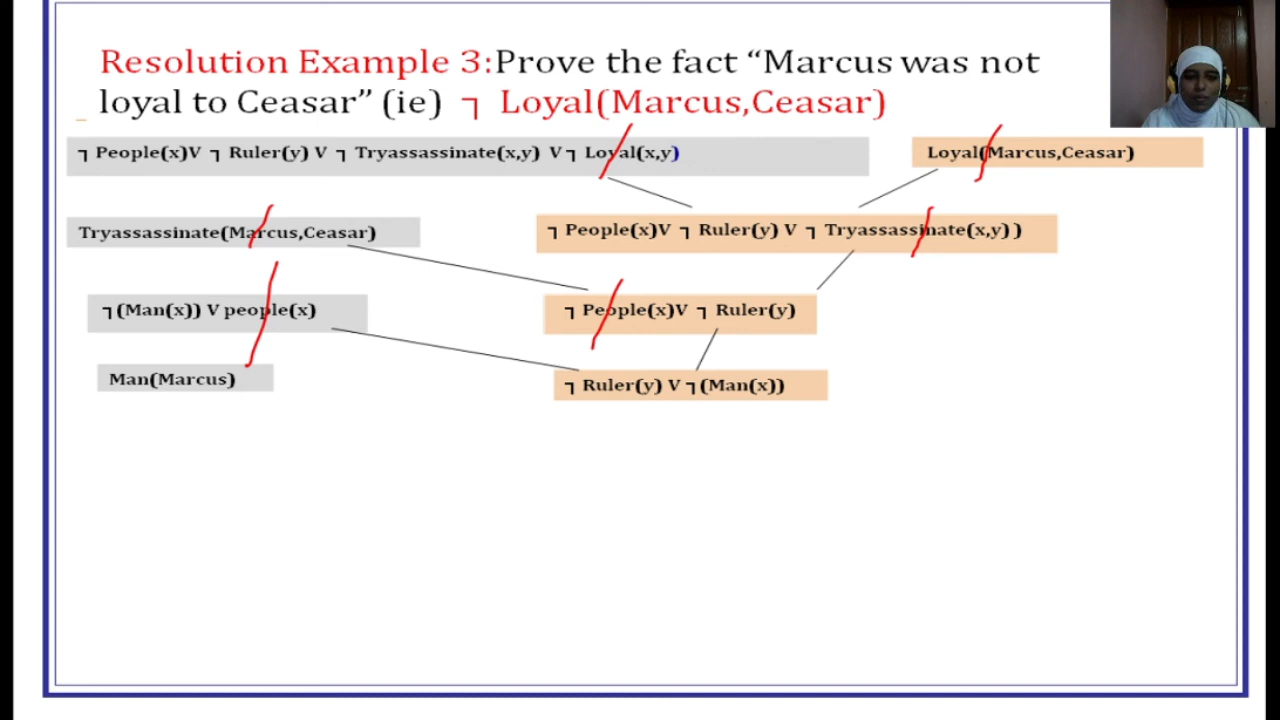 Resolution Example 3:Prove the fact “Marcus was not
loyal to Ceasar” (ie) ┐ Loyal(Marcus,Ceasar)
┐ People(x)V ┐ Ruler(y) V ┐ Tryassassinate(x,y) V ┐ Loyal(x,y)
Loyal(Marcus,Ceasar)
Tryassassinate(Marcus,Ceasar)
┐ People(x)V ┐ Ruler(y) V ┐ Tryassassinate(x,y) )
┐(Man(x)) V people(x)
┐ People(x)V ┐ Ruler(y)
Man(Marcus)
┐ Ruler(y) V ┐(Man(x))